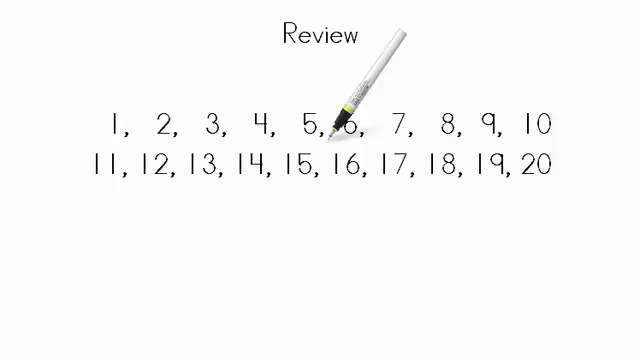 Review
1, 2, 3, 4, 5, 6, 7, 8, 9, 10
11, 12, 13, 14, 15, 16, 17, 18, 19, 20